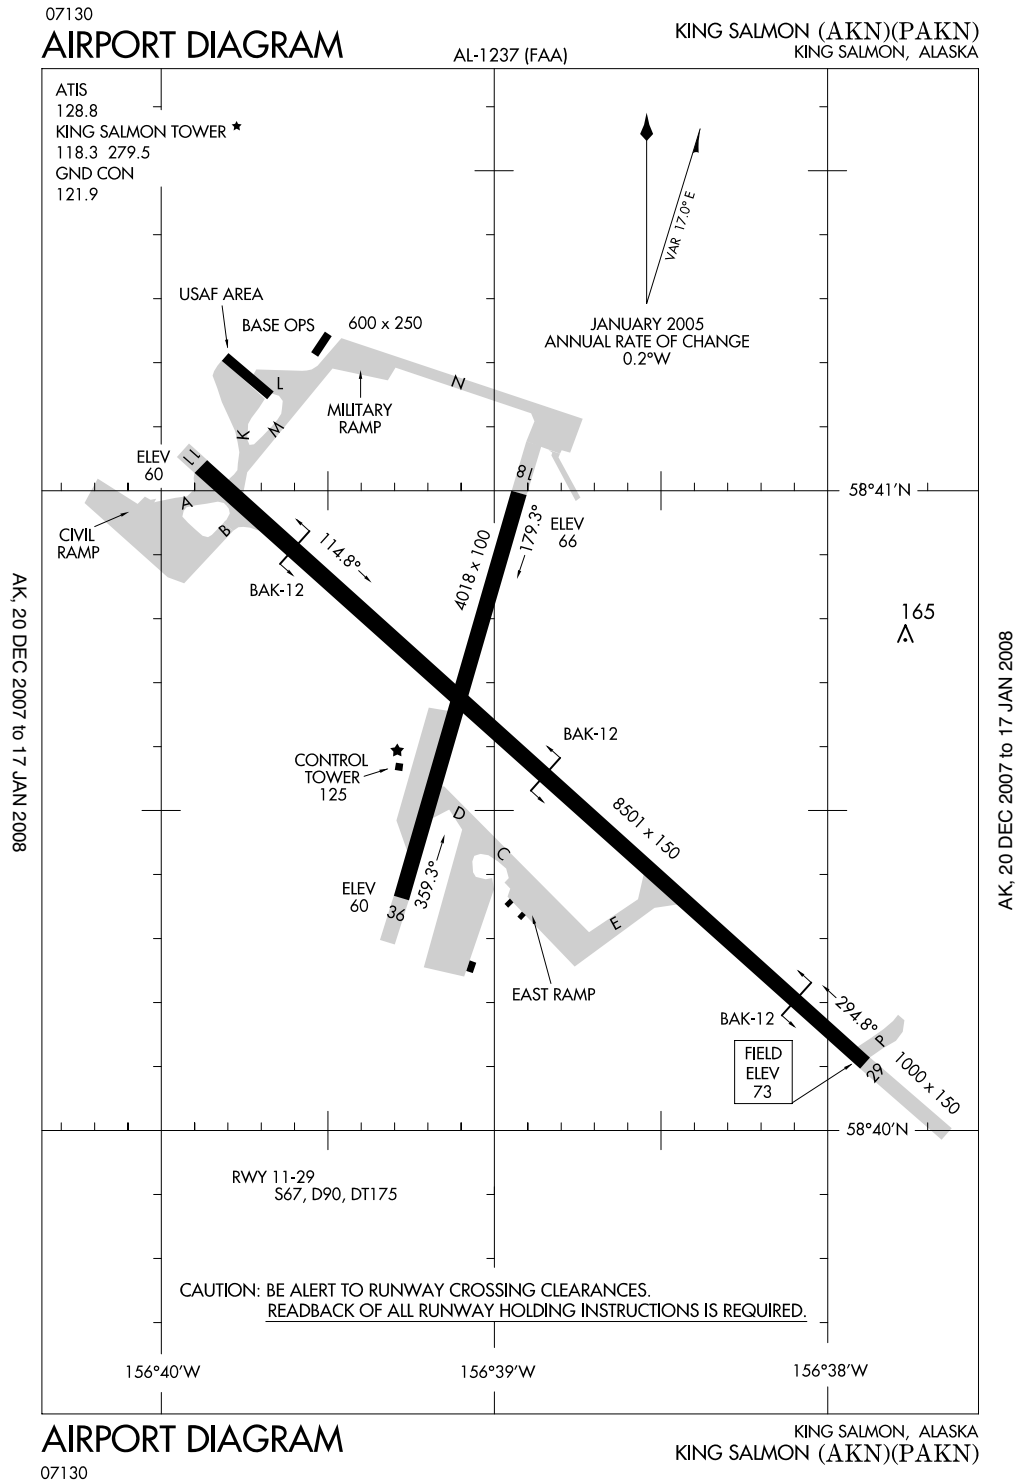 07130
AIRPORT DIAGRAM
AL-1237 (FAA)
KING SALMON (AKN)(PAKN)
KING SALMON, ALASKA
ATIS
128.8
KING SALMON TOWER ★
118.3 279.5
GND CON
121.9
VAR 17.0° E
JANUARY 2005
ANNUAL RATE OF CHANGE
0.2°W
USAF AREA
BASE OPS
600 x 250
L
N
MILITARY
RAMP
K
M
11
ELEV
60
18
58°41'N
A
B
CIVIL
RAMP
ELEV
66
179.3°
4018 x 100
114.8°
BAK-12
165
BAK-12
CONTROL
TOWER
125
8501 x 150
D
C
ELEV
60
36
359.3°
E
EAST RAMP
BAK-12
294.8°
P
FIELD
ELEV
73
29
1000 x 150
58°40'N
RWY 11-29
S67, D90, DT175
CAUTION: BE ALERT TO RUNWAY CROSSING CLEARANCES.
READBACK OF ALL RUNWAY HOLDING INSTRUCTIONS IS REQUIRED.
156°40'W
156°39'W
156°38'W
AK, 20 DEC 2007 to 17 JAN 2008
AK, 20 DEC 2007 to 17 JAN 2008
AIRPORT DIAGRAM
07130
KING SALMON, ALASKA
KING SALMON (AKN)(PAKN)